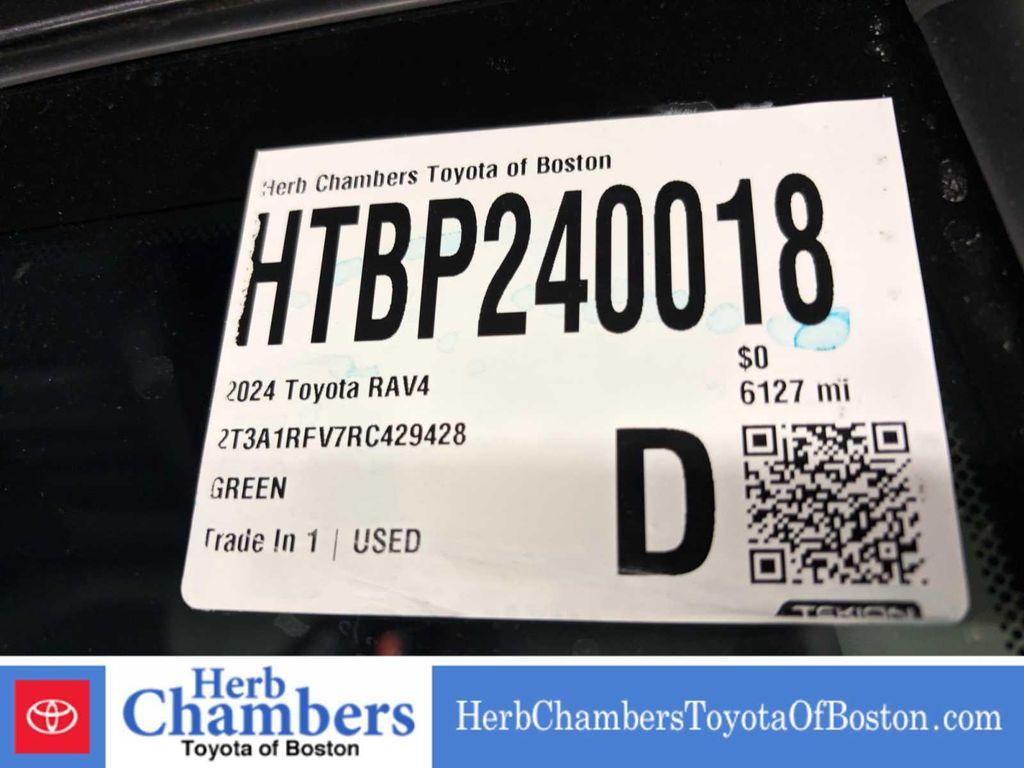 Herb Chambers Toyota of Boston
HTBP240018
$0
2024 Toyota RAV4
6127 mi
2T3A1RFV7RC429428
GREEN
D
Trade In 1 | USED
TEKION
Herb
Chambers
Toyota of Boston
HerbChambersToyotaOfBoston.com